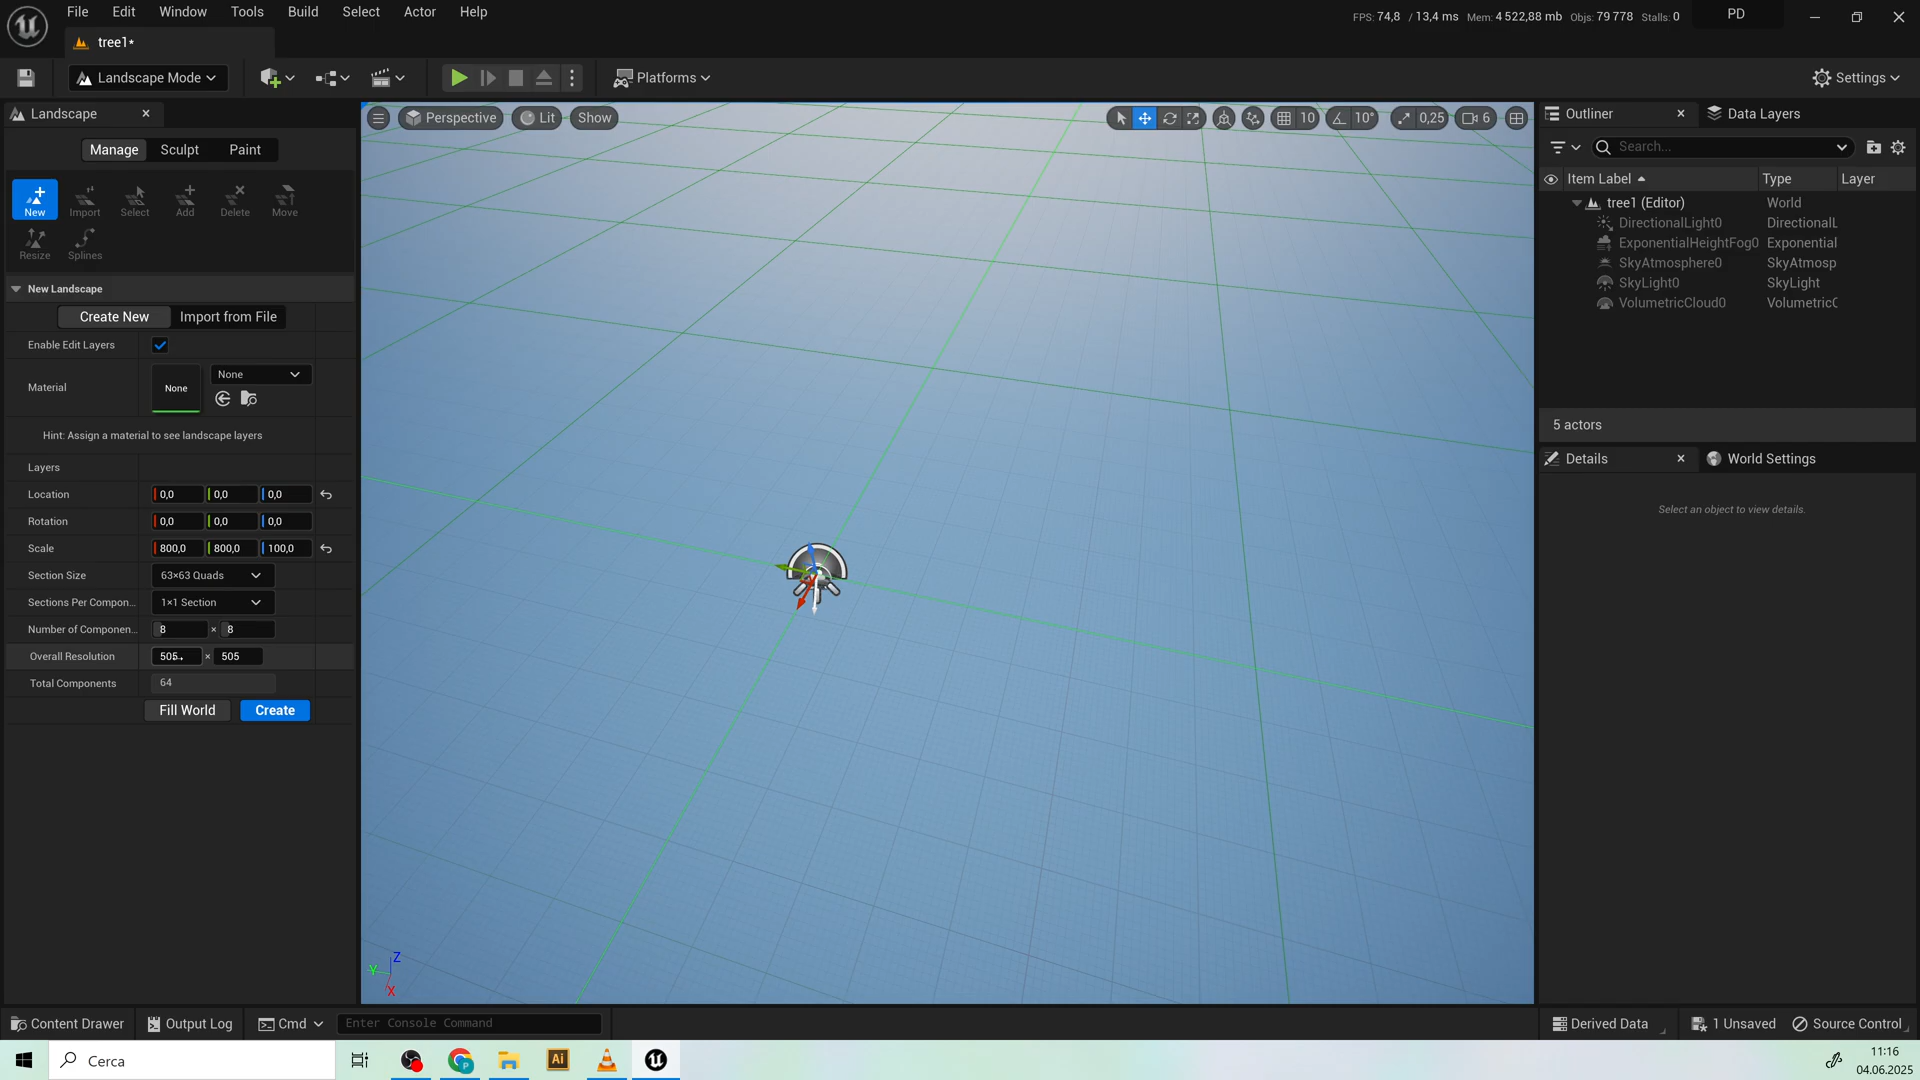 File Edit Window Tools Build Select Actor Help
FPS: 74,8 / 13,4 ms Mem: 4 522,88 mb Objs: 79 778 Stalls: 0 PD
tree1*
Landscape Mode Platforms Settings
Landscape
Manage Sculpt Paint
New Import Select Add Delete Move
Resize Splines
New Landscape
Create New Import from File
Enable Edit Layers
Material None None
Hint: Assign a material to see landscape layers
Layers
Location 0,0 0,0 0,0
Rotation 0,0 0,0 0,0
Scale 800,0 800,0 100,0
Section Size 63×63 Quads
Sections Per Compon... 1×1 Section
Number of Componen... 8 × 8
Overall Resolution 505 × 505
Total Components 64
Fill World Create
Perspective Lit Show 10 10° 0,25 6
Z
Y
X
Outliner Data Layers
Search...
Item Label Type Layer
tree1 (Editor) World
DirectionalLight0 DirectionalL
ExponentialHeightFog0 Exponential
SkyAtmosphere0 SkyAtmosp
SkyLight0 SkyLight
VolumetricCloud0 VolumetricC
5 actors
Details World Settings
Select an object to view details.
Content Drawer Output Log Cmd Enter Console Command Derived Data 1 Unsaved Source Control
Cerca Ai 11:16
04.06.2025